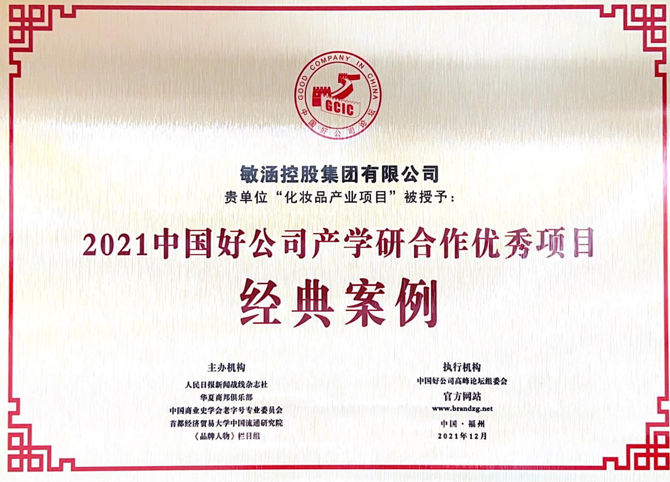 GOOD COMPANY IN CHINA
GCIC
中国好公司论坛
敏涵控股集团有限公司
贵单位“化妆品产业项目”被授予：
2021中国好公司产学研合作优秀项目
经典案例
主办机构
人民日报新闻战线杂志社
华夏商邦俱乐部
中国商业史学会老字号专业委员会
首都经济贸易大学中国流通研究院
《品牌人物》栏目组
执行机构
中国好公司高峰论坛组委会
官方网站
www.brandzg.net
中国·福州
2021年12月